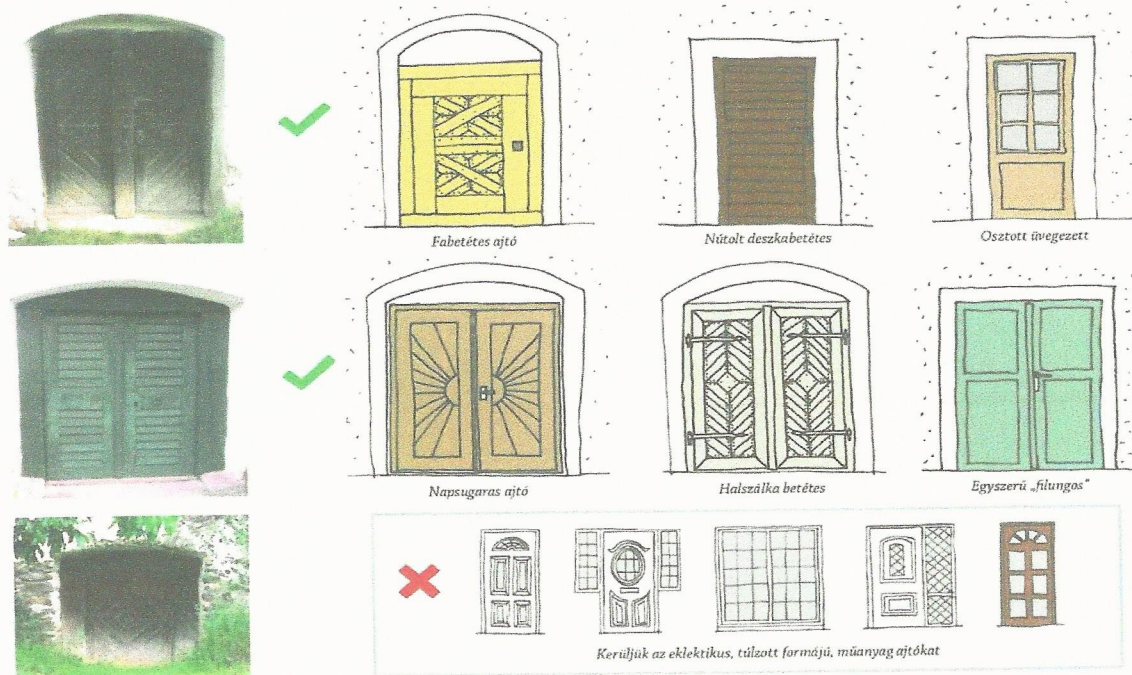 Fabetétes ajtó
Nútolt deszkabetétes
Osztott üvegezett
Napsugaras ajtó
Halszálka betétes
Egyszerű „filungos"
Kerüljük az eklektikus, túlzott formájú, műanyag ajtókat